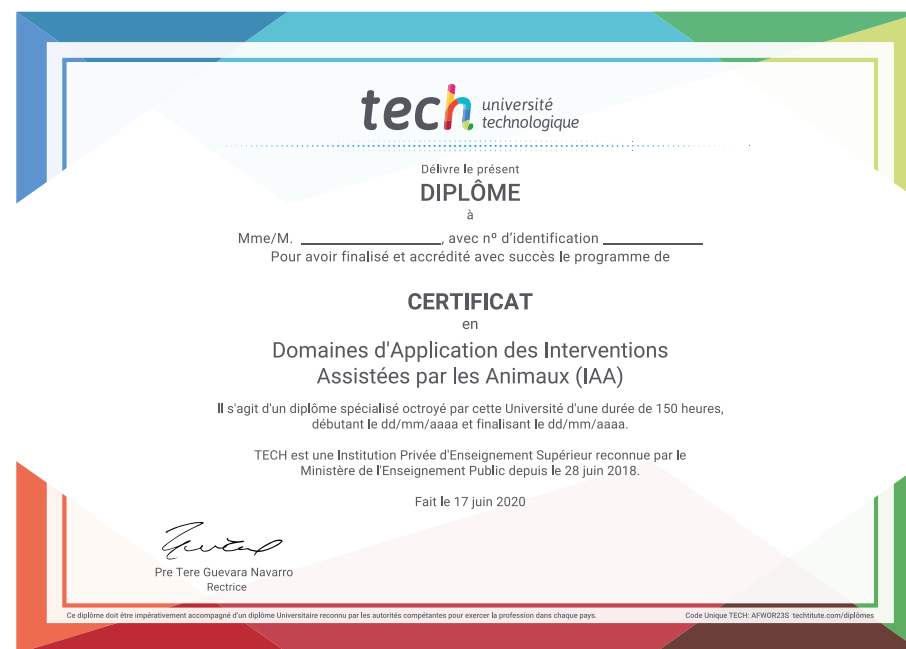 tech université
technologique
Délivre le présent
DIPLÔME
à
Mme/M. ____________________, avec nº d'identification ______________
Pour avoir finalisé et accrédité avec succès le programme de
CERTIFICAT
en
Domaines d'Application des Interventions
Assistées par les Animaux (IAA)
Il s'agit d'un diplôme spécialisé octroyé par cette Université d'une durée de 150 heures,
débutant le dd/mm/aaaa et finalisant le dd/mm/aaaa.
TECH est une Institution Privée d'Enseignement Supérieur reconnue par le
Ministère de l'Enseignement Public depuis le 28 juin 2018.
Fait le 17 juin 2020
Pre Tere Guevara Navarro
Rectrice
Ce diplôme doit être impérativement accompagné d'un diplôme Universitaire reconnu par les autorités compétantes pour exercer la profession dans chaque pays.
Code Unique TECH: AFWOR23S techtitute.com/diplômes